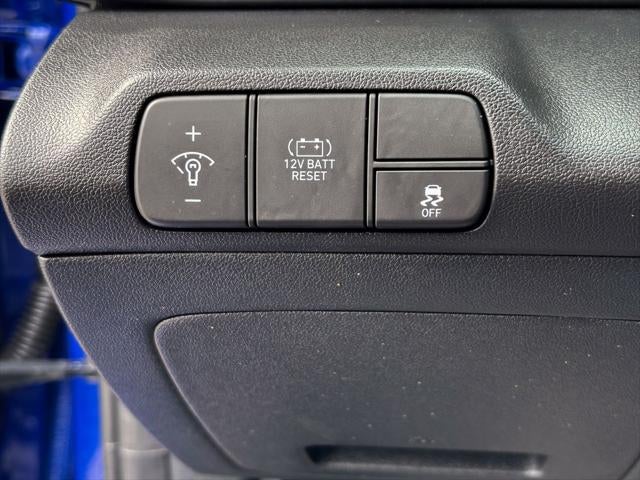 +
−
12V BATT
RESET
OFF